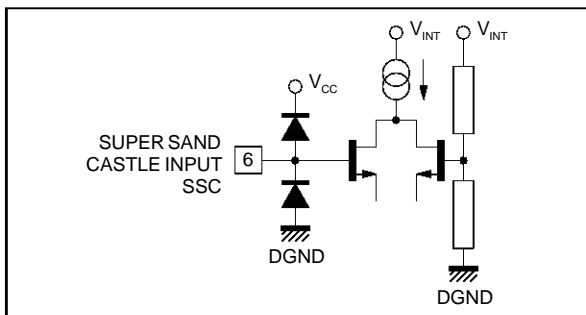 V_INT V_INT
V_CC
SUPER SAND
CASTLE INPUT
SSC
6
DGND
DGND